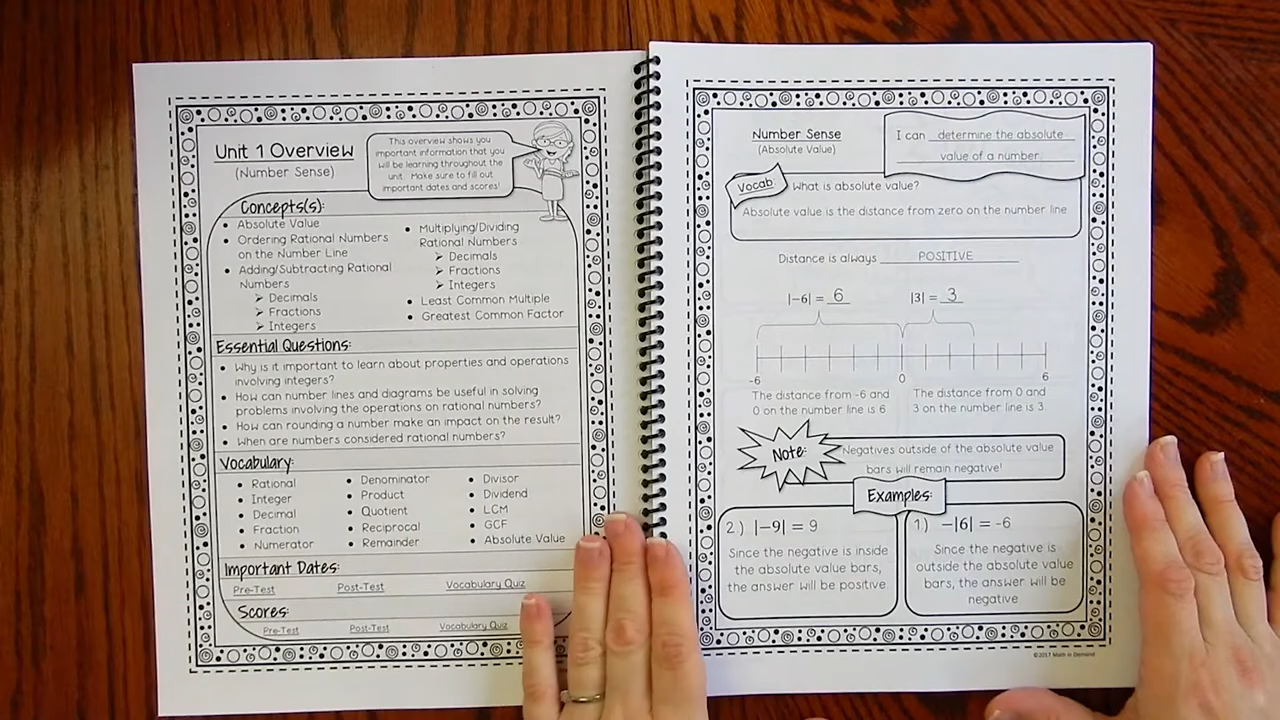 Unit 1 Overview
(Number Sense)
This overview shows you
important information that you
will be learning throughout the
unit. Make sure to fill out
important dates and scores!
Concepts(s):
• Absolute Value
• Ordering Rational Numbers
on the Number Line
• Adding/Subtracting Rational
Numbers
➢ Decimals
➢ Fractions
➢ Integers
• Multiplying/Dividing
Rational Numbers
➢ Decimals
➢ Fractions
➢ Integers
• Least Common Multiple
• Greatest Common Factor
Essential Questions:
• Why is it important to learn about properties and operations
involving integers?
• How can number lines and diagrams be useful in solving
problems involving the operations on rational numbers?
• How can rounding a number make an impact on the result?
• When are numbers considered rational numbers?
Vocabulary:
• Rational
• Integer
• Decimal
• Fraction
• Numerator
• Denominator
• Product
• Quotient
• Reciprocal
• Remainder
• Divisor
• Dividend
• LCM
• GCF
• Absolute Value
Important Dates:
Pre-Test Post-Test Vocabulary Quiz
Scores:
Pre-Test Post-Test Vocabulary Quiz
Number Sense
(Absolute Value)
I can determine the absolute
value of a number
Vocab: What is absolute value?
Absolute value is the distance from zero on the number line
Distance is always POSITIVE
|-6| = 6 |3| = 3
-6 0 6
The distance from -6 and
0 on the number line is 6
The distance from 0 and
3 on the number line is 3
Note:
Negatives outside of the absolute value
bars will remain negative!
Examples:
2.) |-9| = 9
Since the negative is inside
the absolute value bars,
the answer will be positive
1) -|6| = -6
Since the negative is
outside the absolute value
bars, the answer will be
negative
©2017 Math in Demand